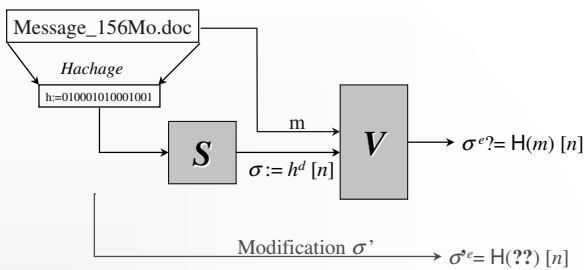 Message_156Mo.doc
Hachage
h:=010001010001001
m
S
V
σ := h^d [n]
σ^e ?= H(m) [n]
Modification σ’
σ’^e = H(??) [n]